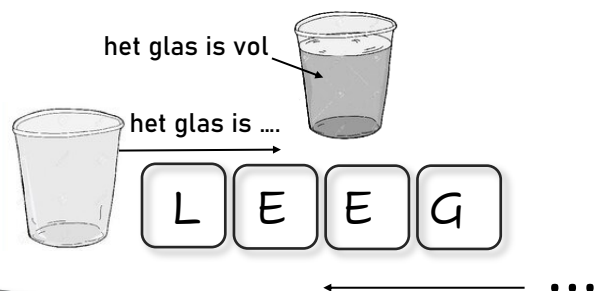 het glas is vol
het glas is ....
L E E G
...